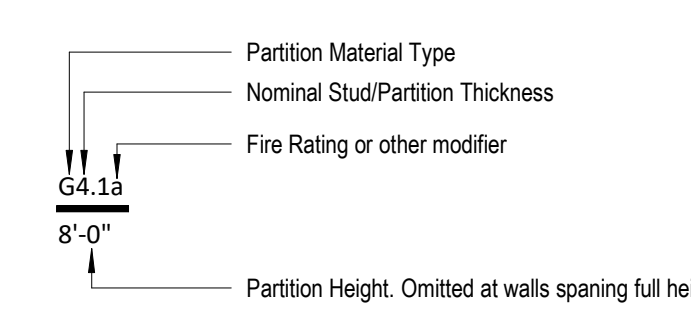 Partition Material Type
Nominal Stud/Partition Thickness
Fire Rating or other modifier
G4.1a
8'-0"
Partition Height. Omitted at walls spaning full